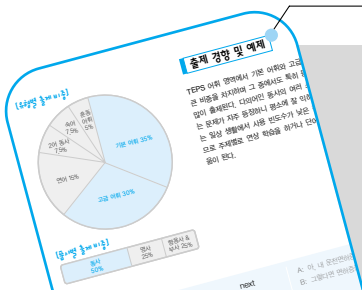 출제 경향 및 예제
[유형별 출제 비중]
혼동
어휘
5%
숙어
7.5%
2어 동사
7.5%
연어 15%
기본 어휘 35%
고급 어휘 30%
TEPS 어휘 영역에서 기본 어휘와 고급
큰 비중을 차지하며 그 중에서도 특히
많이 출제된다. 다의어인 동사의 여러
는 문제가 자주 등장하니 평소에 잘 익혀
는 일상 생활에서 사용 빈도수가 낮은
므로 주제별로 연상 학습을 하거나 단어
움이 된다.
[품사별 출제 비중]
동사
50%
명사
25%
형용사 &
부사 25%
next
A: 아, 내 운전면허
B: 그렇다면 면허증